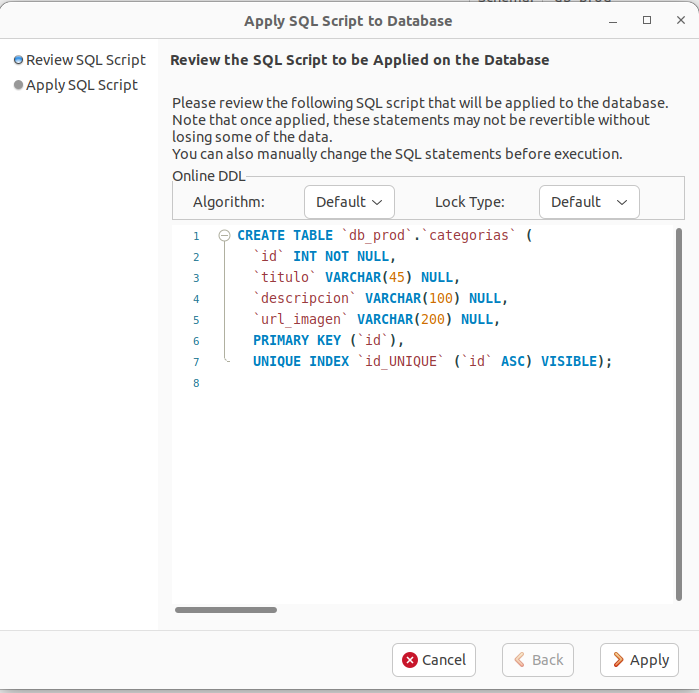 Apply SQL Script to Database
Review SQL Script
Apply SQL Script
Review the SQL Script to be Applied on the Database
Please review the following SQL script that will be applied to the database.
Note that once applied, these statements may not be revertible without
losing some of the data.
You can also manually change the SQL statements before execution.
Online DDL
Algorithm: Default Lock Type: Default
1 CREATE TABLE `db_prod`.`categorias` (
2 `id` INT NOT NULL,
3 `titulo` VARCHAR(45) NULL,
4 `descripcion` VARCHAR(100) NULL,
5 `url_imagen` VARCHAR(200) NULL,
6 PRIMARY KEY (`id`),
7 UNIQUE INDEX `id_UNIQUE` (`id` ASC) VISIBLE);
8
Cancel Back Apply